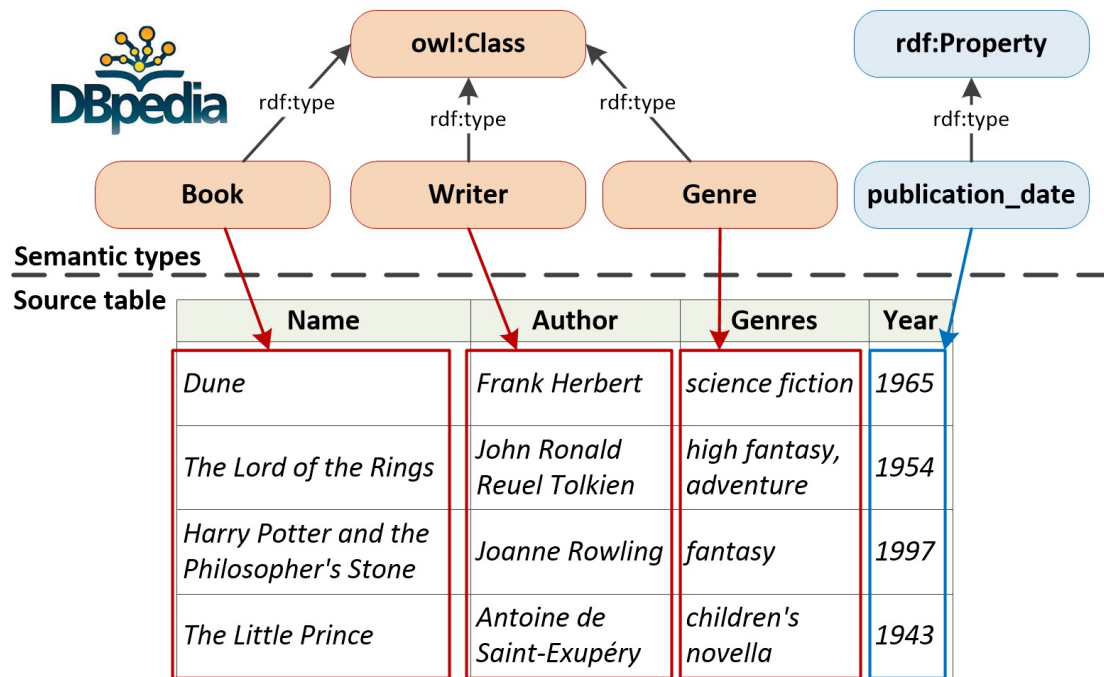 owl:Class
rdf:Property
DBpedia
rdf:type
rdf:type
rdf:type
rdf:type
Book
Writer
Genre
publication_date
Semantic types
Source table
Name
Author
Genres
Year
Dune
Frank Herbert
science fiction
1965
The Lord of the Rings
John Ronald
Reuel Tolkien
high fantasy,
adventure
1954
Harry Potter and the
Philosopher's Stone
Joanne Rowling
fantasy
1997
The Little Prince
Antoine de
Saint-Exupéry
children's
novella
1943